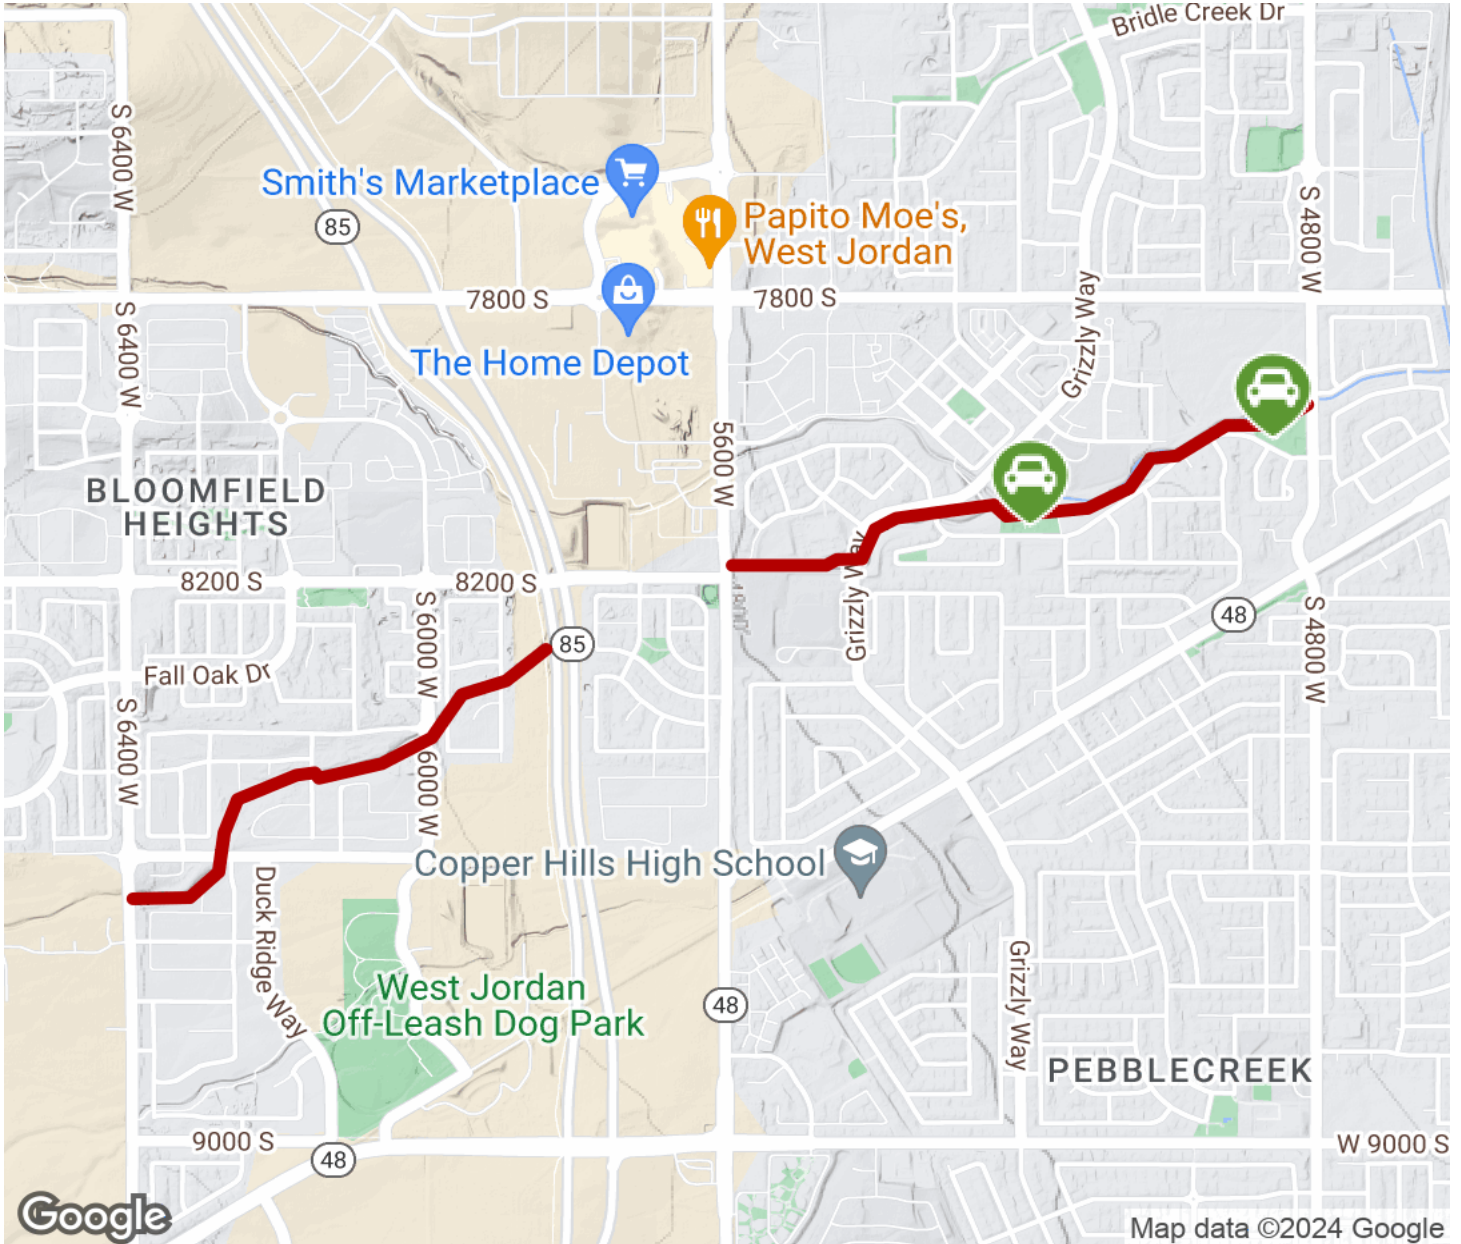 Bridle Creek Dr
S 6400 W
Smith's Marketplace
85
Papito Moe's,
West Jordan
S 4800 W
7800 S
7800 S
S 6400 W
The Home Depot
Grizzly Way
5600 W
BLOOMFIELD
HEIGHTS
8200 S
8200 S
Grizzly Way
S 6000 W
85
48
S 4800 W
Fall Oak Dr
S 6400 W
6000 W
Copper Hills High School
Duck Ridge Way
West Jordan
Off-Leash Dog Park
48
Grizzly Way
PEBBLECREEK
9000 S
48
W 9000 S
Google
Map data ©2024 Google